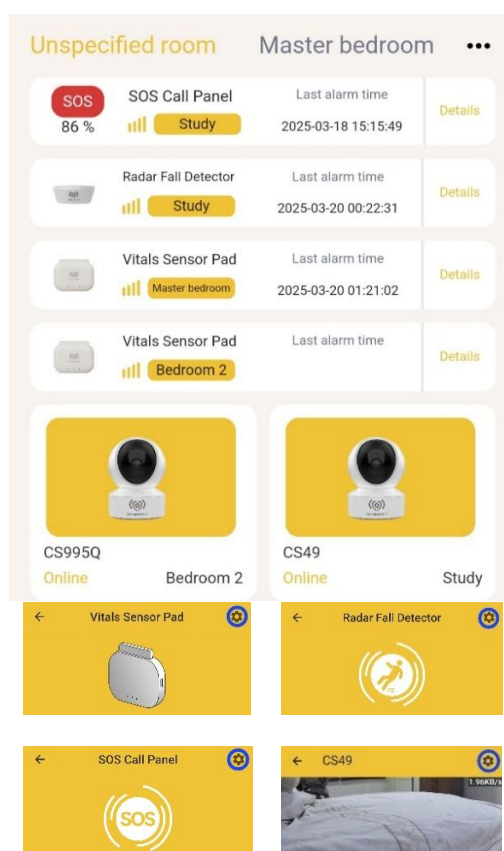 Unspecified room Master bedroom
SOS SOS Call Panel Last alarm time Details
86 % Study 2025-03-18 15:15:49
Radar Fall Detector Last alarm time Details
Study 2025-03-20 00:22:31
Vitals Sensor Pad Last alarm time Details
Master bedroom 2025-03-20 01:21:02
Vitals Sensor Pad Last alarm time Details
Bedroom 2
CS995Q CS49
Online Bedroom 2 Online Study
Vitals Sensor Pad Radar Fall Detector
SOS Call Panel CS49
1.96KB/s
SOS